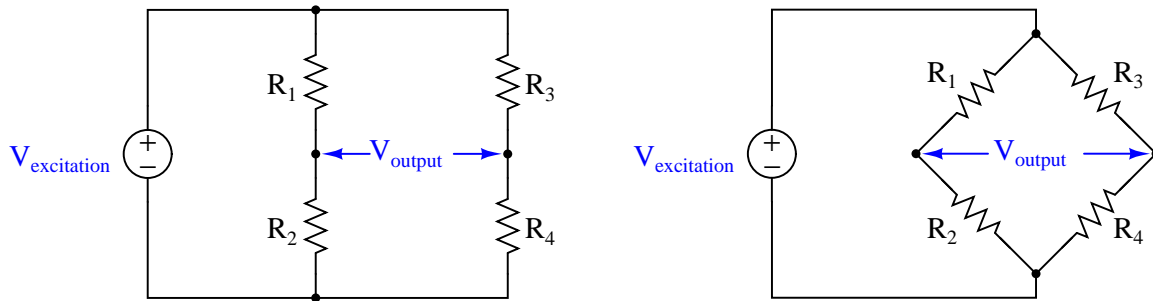 R1
R3
+
−
Vexcitation
Voutput
R2
R4
R1
R3
+
−
Vexcitation
Voutput
R2
R4